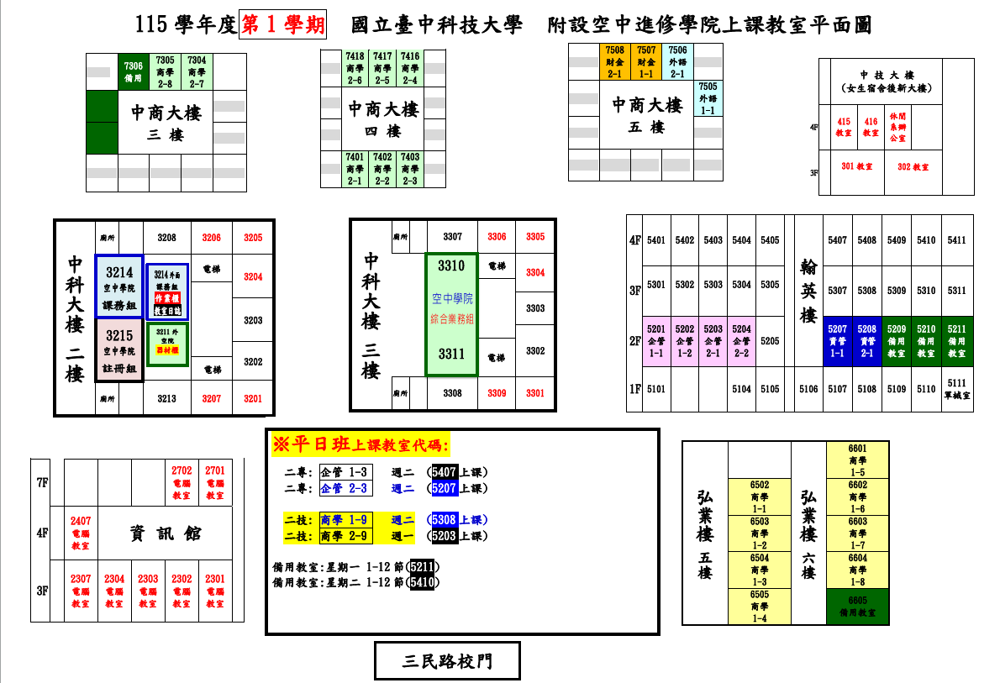 115 學年度 第 1 學期 國立臺中科技大學 附設空中進修學院上課教室平面圖
7306
備用
7305
商學
2-8
7304
商學
2-7
中商大樓
三 樓
7418
商學
2-6
7417
商學
2-5
7416
商學
2-4
中商大樓
四 樓
7401
商學
2-1
7402
商學
2-2
7403
商學
2-3
7508
財金
2-1
7507
財金
1-1
7506
外語
2-1
7505
外語
1-1
中商大樓
五 樓
中 技 大 樓
(女生宿舍後新大樓)
4F
415
教室
416
教室
休閒
系辦
公室
3F
301 教室
302 教室
中科大樓 二樓
廁所
3208
3206
3205
3214
空中學院
課務組
3214 外面
課務組
作業櫃
教室日誌
電梯
3204
3203
3215
空中學院
註冊組
3211 外
空院
器材櫃
電梯
3202
廁所
3213
3207
3201
中科大樓 三樓
廁所
3307
3306
3305
3310
空中學院
綜合業務組
3311
電梯
3304
3303
3302
電梯
廁所
3308
3309
3301
4F
5401
5402
5403
5404
5405
翰英樓
5407
5408
5409
5410
5411
3F
5301
5302
5303
5304
5305
5307
5308
5309
5310
5311
2F
5201
企管
1-1
5202
企管
1-2
5203
企管
2-1
5204
企管
2-2
5205
5207
資管
1-1
5208
資管
2-1
5209
備用
教室
5210
備用
教室
5211
備用
教室
1F
5101
5104
5105
5106
5107
5108
5109
5110
5111
軍械室
7F
2702
電腦
教室
2701
電腦
教室
4F
2407
電腦
教室
資 訊 館
3F
2307
電腦
教室
2304
電腦
教室
2303
電腦
教室
2302
電腦
教室
2301
電腦
教室
※平日班上課教室代碼:
二專: 企管 1-3 週二 (5407上課)
二專: 企管 2-3 週二 (5207上課)
二技: 商學 1-9 週二 (5308上課)
二技: 商學 2-9 週一 (5203上課)
備用教室:星期一 1-12 節(5211)
備用教室:星期二 1-12 節(5410)
弘業樓 五樓
6502
商學
1-1
6503
商學
1-2
6504
商學
1-3
6505
商學
1-4
弘業樓 六樓
6601
商學
1-5
6602
商學
1-6
6603
商學
1-7
6604
商學
1-8
6605
備用教室
三民路校門